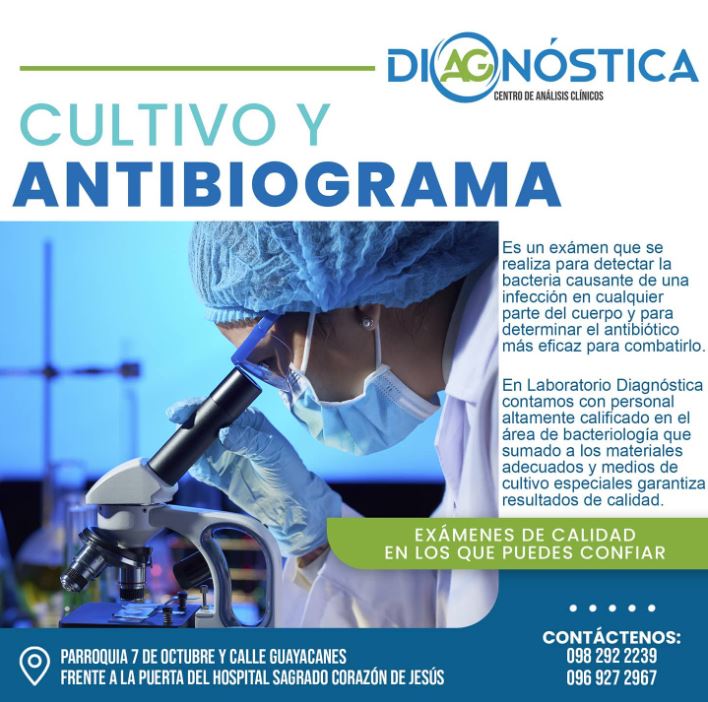 DIAGNÓSTICA
CENTRO DE ANÁLISIS CLÍNICOS
CULTIVO Y
ANTIBIOGRAMA
Es un exámen que se
realiza para detectar la
bacteria causante de una
infección en cualquier
parte del cuerpo y para
determinar el antibiótico
más eficaz para combatirlo.
En Laboratorio Diagnóstica
contamos con personal
altamente calificado en el
área de bacteriología que
sumado a los materiales
adecuados y medios de
cultivo especiales garantiza
resultados de calidad.
EXÁMENES DE CALIDAD
EN LOS QUE PUEDES CONFIAR
PARROQUIA 7 DE OCTUBRE Y CALLE GUAYACANES
FRENTE A LA PUERTA DEL HOSPITAL SAGRADO CORAZÓN DE JESÚS
CONTÁCTENOS:
098 292 2239
096 927 2967